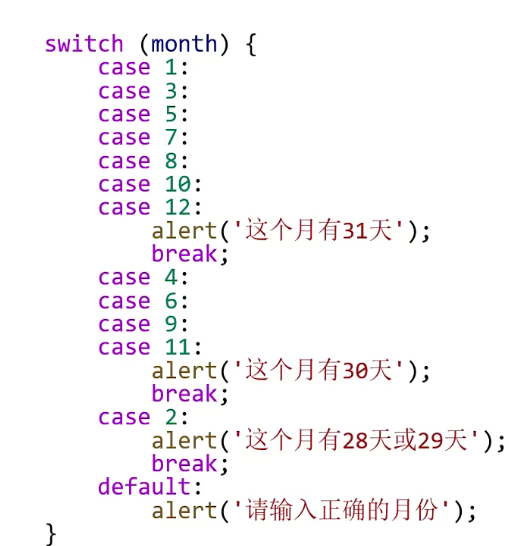 switch (month) {
    case 1:
    case 3:
    case 5:
    case 7:
    case 8:
    case 10:
    case 12:
        alert('这个月有31天');
        break;
    case 4:
    case 6:
    case 9:
    case 11:
        alert('这个月有30天');
        break;
    case 2:
        alert('这个月有28天或29天');
        break;
    default:
        alert('请输入正确的月份');
}